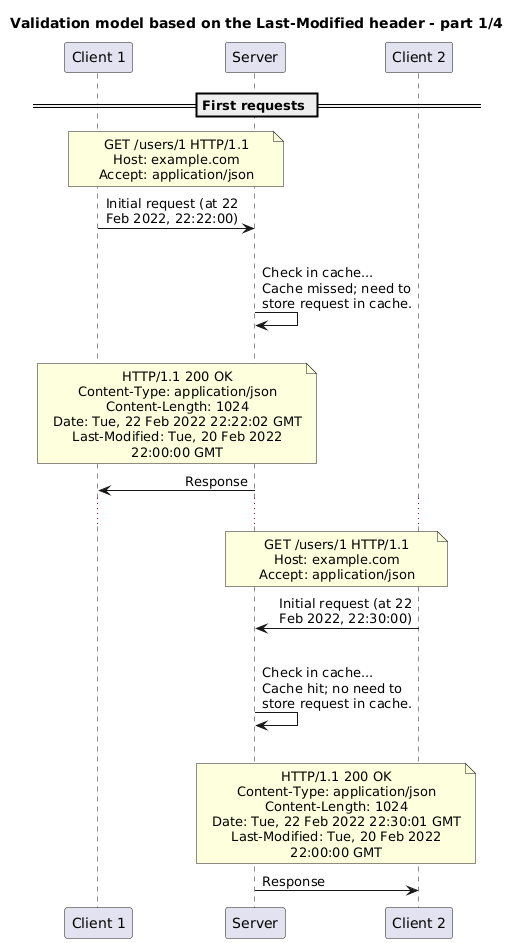 Validation model based on the Last-Modified header - part 1/4
Client 1
Server
Client 2
First requests
GET /users/1 HTTP/1.1
Host: example.com
Accept: application/json
Initial request (at 22
Feb 2022, 22:22:00)
Check in cache...
Cache missed; need to
store request in cache.
HTTP/1.1 200 OK
Content-Type: application/json
Content-Length: 1024
Date: Tue, 22 Feb 2022 22:22:02 GMT
Last-Modified: Tue, 20 Feb 2022
22:00:00 GMT
Response
GET /users/1 HTTP/1.1
Host: example.com
Accept: application/json
Initial request (at 22
Feb 2022, 22:30:00)
Check in cache...
Cache hit; no need to
store request in cache.
HTTP/1.1 200 OK
Content-Type: application/json
Content-Length: 1024
Date: Tue, 22 Feb 2022 22:30:01 GMT
Last-Modified: Tue, 20 Feb 2022
22:00:00 GMT
Response
Client 1
Server
Client 2